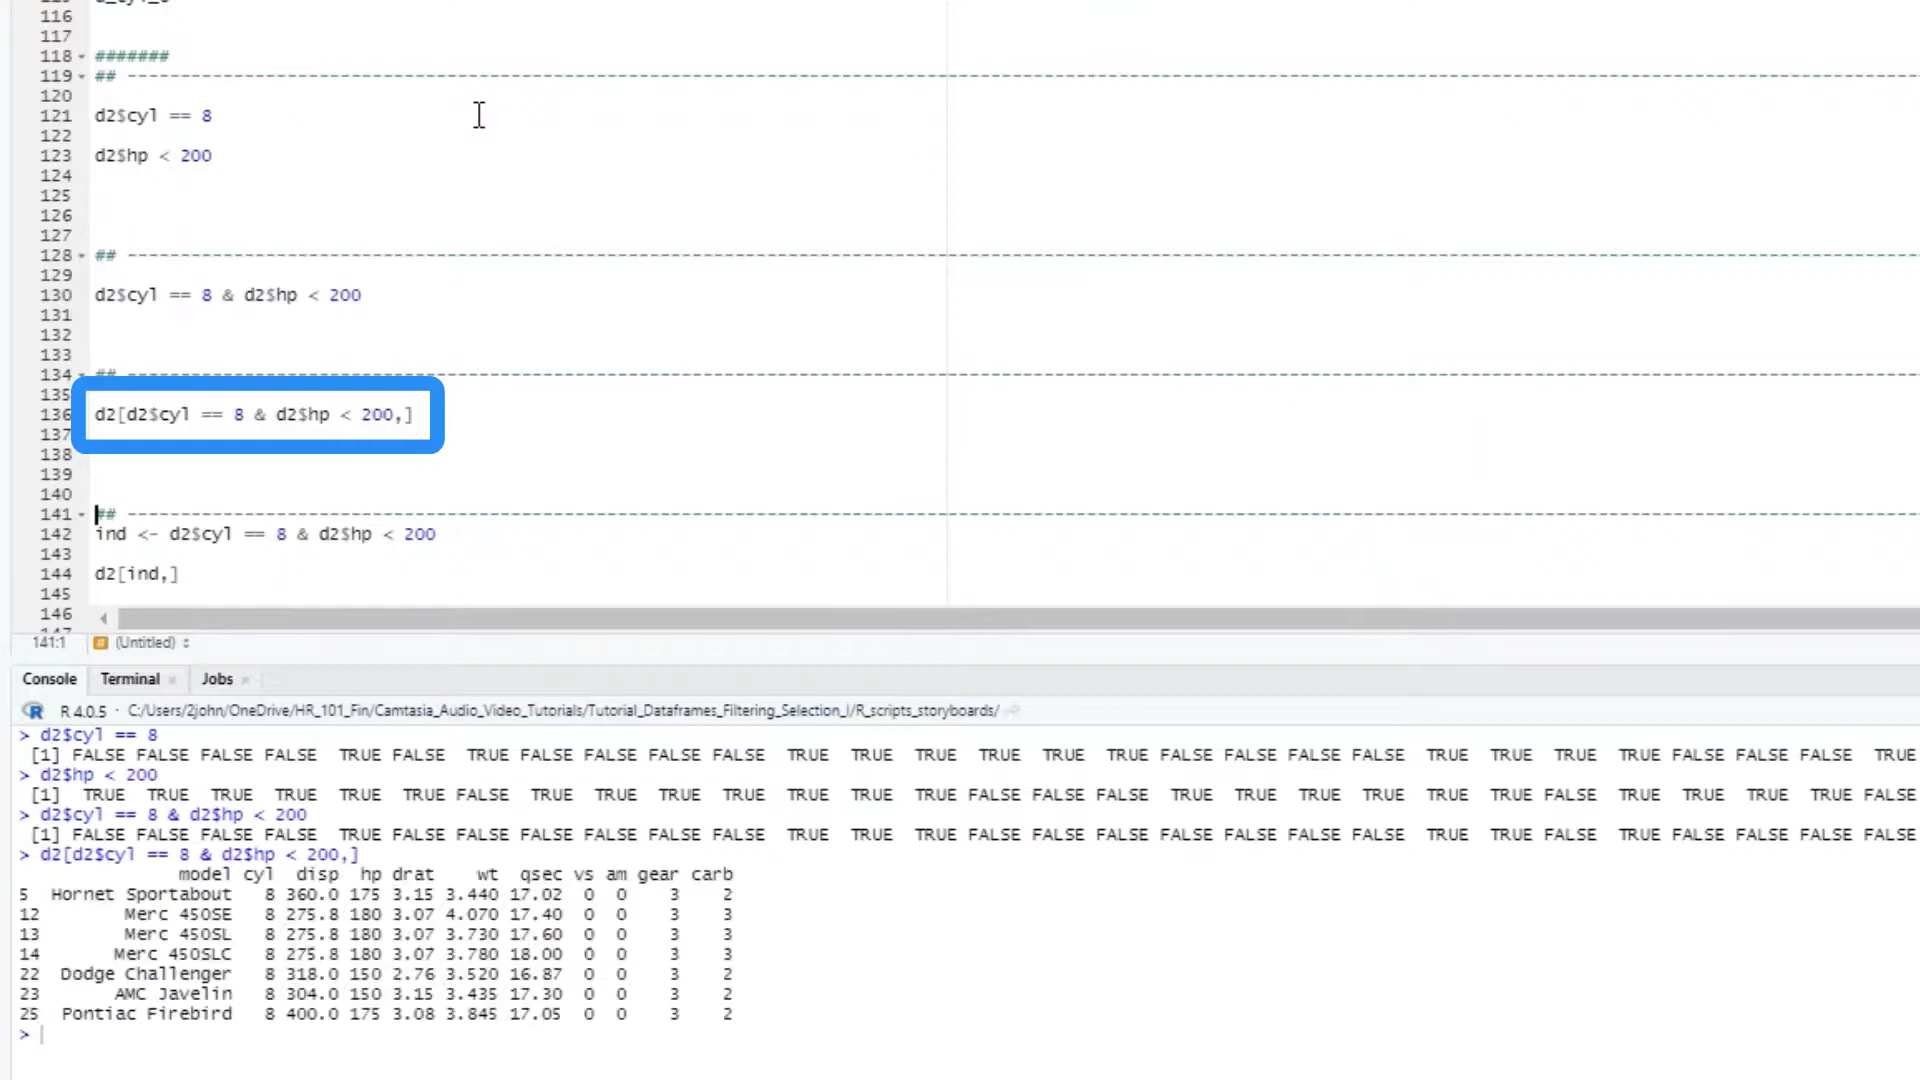 116
117
118 #######
119 ## ----------------------------------------
120
121 d2$cyl == 8
122
123 d2$hp < 200
124
125
126
127
128 ## ----------------------------------------
129
130 d2$cyl == 8 & d2$hp < 200
131
132
133
134 ## ----------------------------------------
135
136 d2[d2$cyl == 8 & d2$hp < 200,]
137
138
139
140
141 ## ----------------------------------------
142 ind <- d2$cyl == 8 & d2$hp < 200
143
144 d2[ind,]
145
146
141:1 (Untitled)
Console Terminal Jobs
R 4.0.5 · C:/Users/2john/OneDrive/HR_101_Fin/Camtasia_Audio_Video_Tutorials/Tutorial_Dataframes_Filtering_Selection_I/R_scripts_storyboards/
> d2$cyl == 8
[1] FALSE FALSE FALSE FALSE TRUE FALSE TRUE FALSE FALSE FALSE FALSE TRUE TRUE TRUE TRUE TRUE TRUE FALSE FALSE FALSE FALSE TRUE TRUE TRUE TRUE FALSE FALSE FALSE TRUE
> d2$hp < 200
[1] TRUE TRUE TRUE TRUE TRUE TRUE FALSE TRUE TRUE TRUE TRUE TRUE TRUE TRUE FALSE FALSE FALSE TRUE TRUE TRUE TRUE TRUE TRUE FALSE TRUE TRUE TRUE TRUE FALSE
> d2$cyl == 8 & d2$hp < 200
[1] FALSE FALSE FALSE FALSE TRUE FALSE FALSE FALSE FALSE FALSE FALSE TRUE TRUE TRUE FALSE FALSE FALSE FALSE FALSE FALSE FALSE TRUE TRUE FALSE TRUE FALSE FALSE FALSE FALSE
> d2[d2$cyl == 8 & d2$hp < 200,]
model cyl disp hp drat wt qsec vs am gear carb
5 Hornet Sportabout 8 360.0 175 3.15 3.440 17.02 0 0 3 2
12 Merc 450SE 8 275.8 180 3.07 4.070 17.40 0 0 3 3
13 Merc 450SL 8 275.8 180 3.07 3.730 17.60 0 0 3 3
14 Merc 450SLC 8 275.8 180 3.07 3.780 18.00 0 0 3 3
22 Dodge Challenger 8 318.0 150 2.76 3.520 16.87 0 0 3 2
23 AMC Javelin 8 304.0 150 3.15 3.435 17.30 0 0 3 2
25 Pontiac Firebird 8 400.0 175 3.08 3.845 17.05 0 0 3 2
>